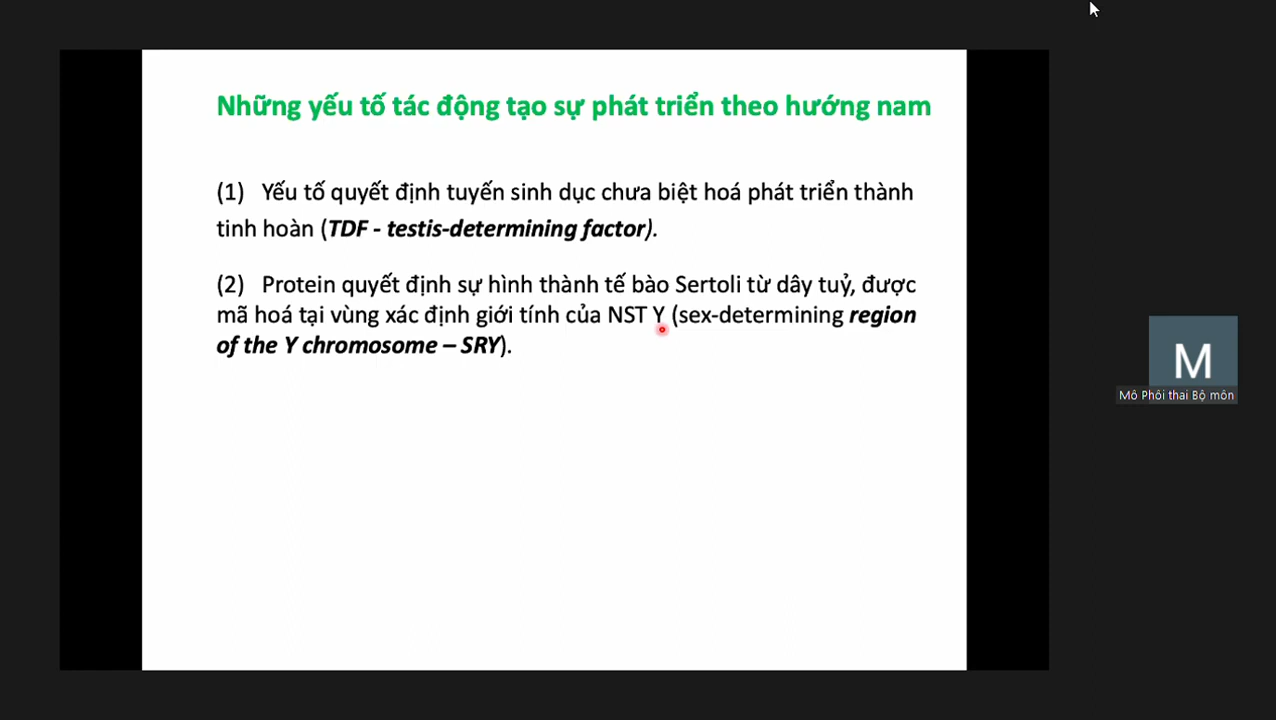 Những yếu tố tác động tạo sự phát triển theo hướng nam
(1) Yếu tố quyết định tuyến sinh dục chưa biệt hoá phát triển thành
tinh hoàn (TDF - testis-determining factor).
(2) Protein quyết định sự hình thành tế bào Sertoli từ dây tuỷ, được
mã hoá tại vùng xác định giới tính của NST Y (sex-determining region
of the Y chromosome – SRY).
M
Mô Phôi thai Bộ môn